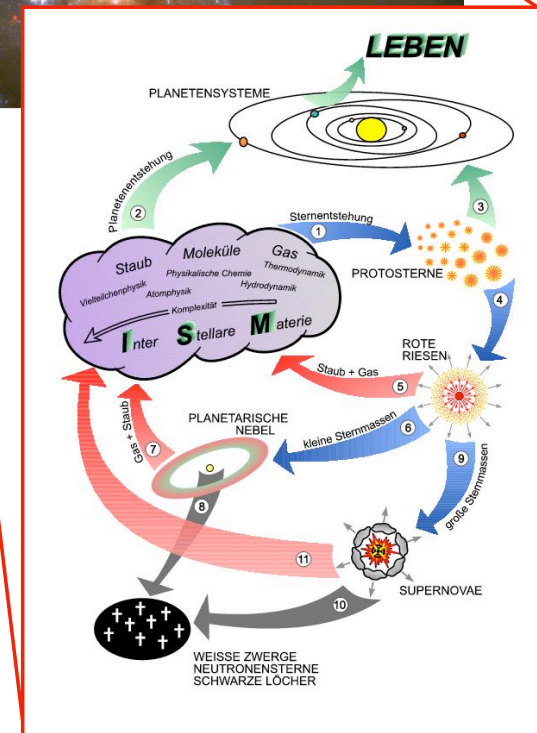 LEBEN
PLANETENSYSTEME
Planetenentstehung
2
Sternentstehung
1
3
PROTOSTERNE
Staub
Moleküle
Gas
Physikalische Chemie
Thermodynamik
Vielteilchenphysik
Atomphysik
Hydrodynamik
Komplexität
Inter Stellare Materie
4
ROTE
RIESEN
Staub + Gas
5
kleine Sternmassen
6
PLANETARISCHE
NEBEL
Gas + Staub
7
8
9
große Sternmassen
11
SUPERNOVAE
10
WEISSE ZWERGE
NEUTRONENSTERNE
SCHWARZE LÖCHER